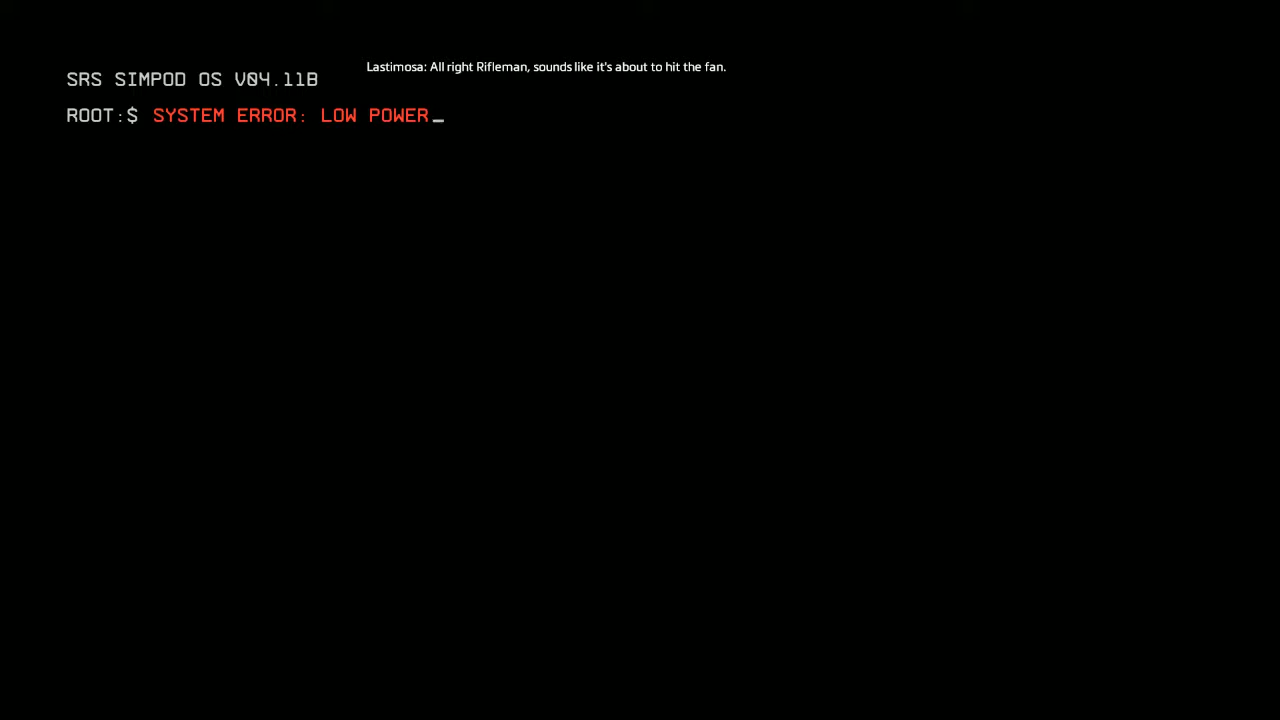 Lastimosa: All right Rifleman, sounds like it's about to hit the fan.
SRS SIMPOD OS V04.11B
ROOT:$ SYSTEM ERROR: LOW POWER_